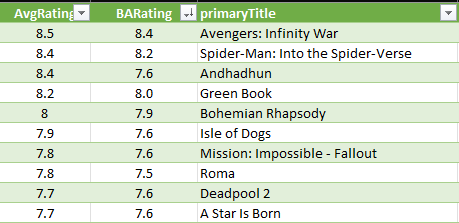 AvgRating BARating primaryTitle
8.5 8.4 Avengers: Infinity War
8.4 8.2 Spider-Man: Into the Spider-Verse
8.4 7.6 Andhadhun
8.2 8.0 Green Book
8 7.9 Bohemian Rhapsody
7.9 7.6 Isle of Dogs
7.8 7.6 Mission: Impossible - Fallout
7.8 7.5 Roma
7.7 7.6 Deadpool 2
7.7 7.6 A Star Is Born